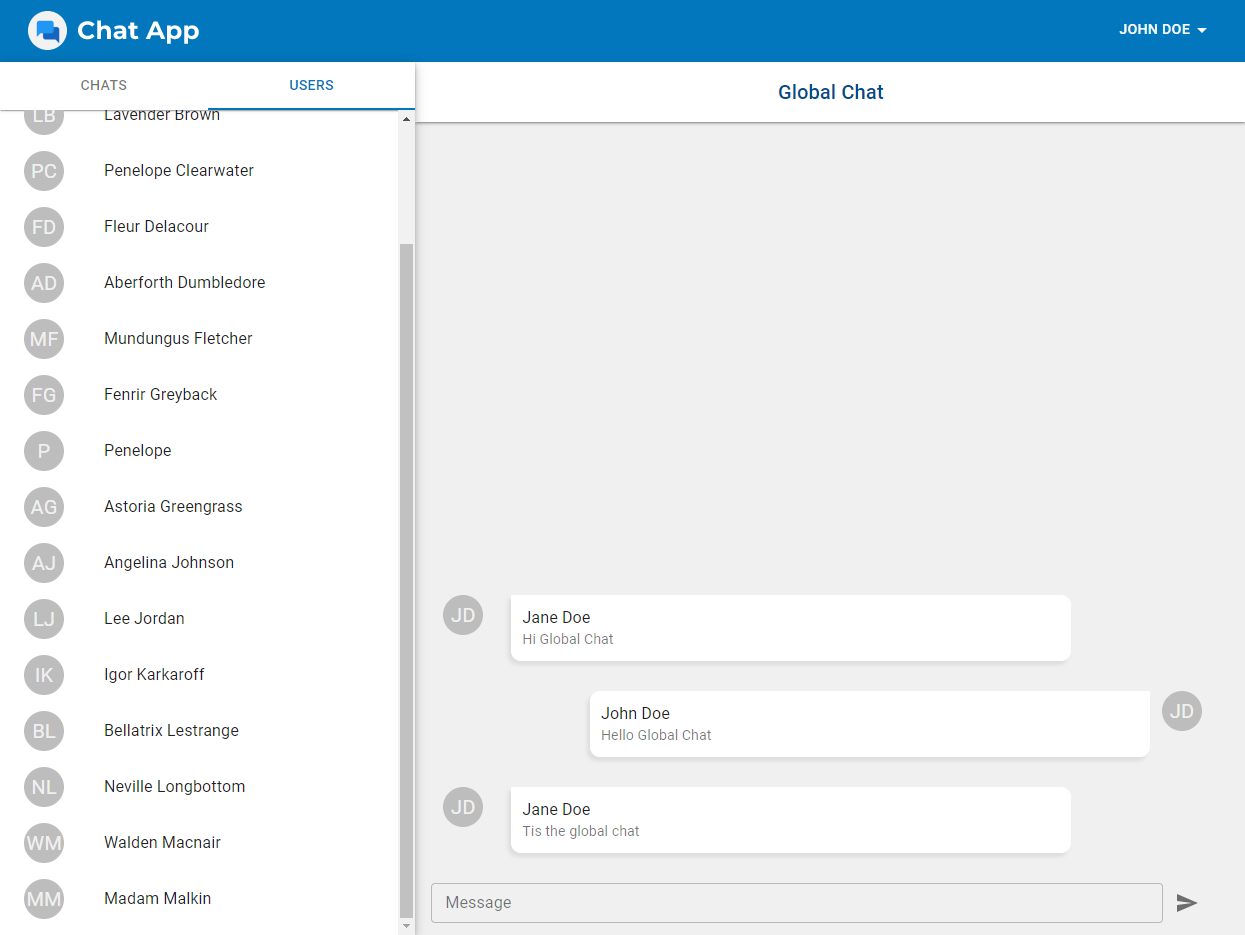 Chat App
JOHN DOE
CHATS
USERS
Global Chat
LB
Lavender Brown
PC
Penelope Clearwater
FD
Fleur Delacour
AD
Aberforth Dumbledore
MF
Mundungus Fletcher
FG
Fenrir Greyback
P
Penelope
AG
Astoria Greengrass
AJ
Angelina Johnson
LJ
Lee Jordan
IK
Igor Karkaroff
BL
Bellatrix Lestrange
NL
Neville Longbottom
WM
Walden Macnair
MM
Madam Malkin
JD
Jane Doe
Hi Global Chat
John Doe
Hello Global Chat
JD
JD
Jane Doe
Tis the global chat
Message